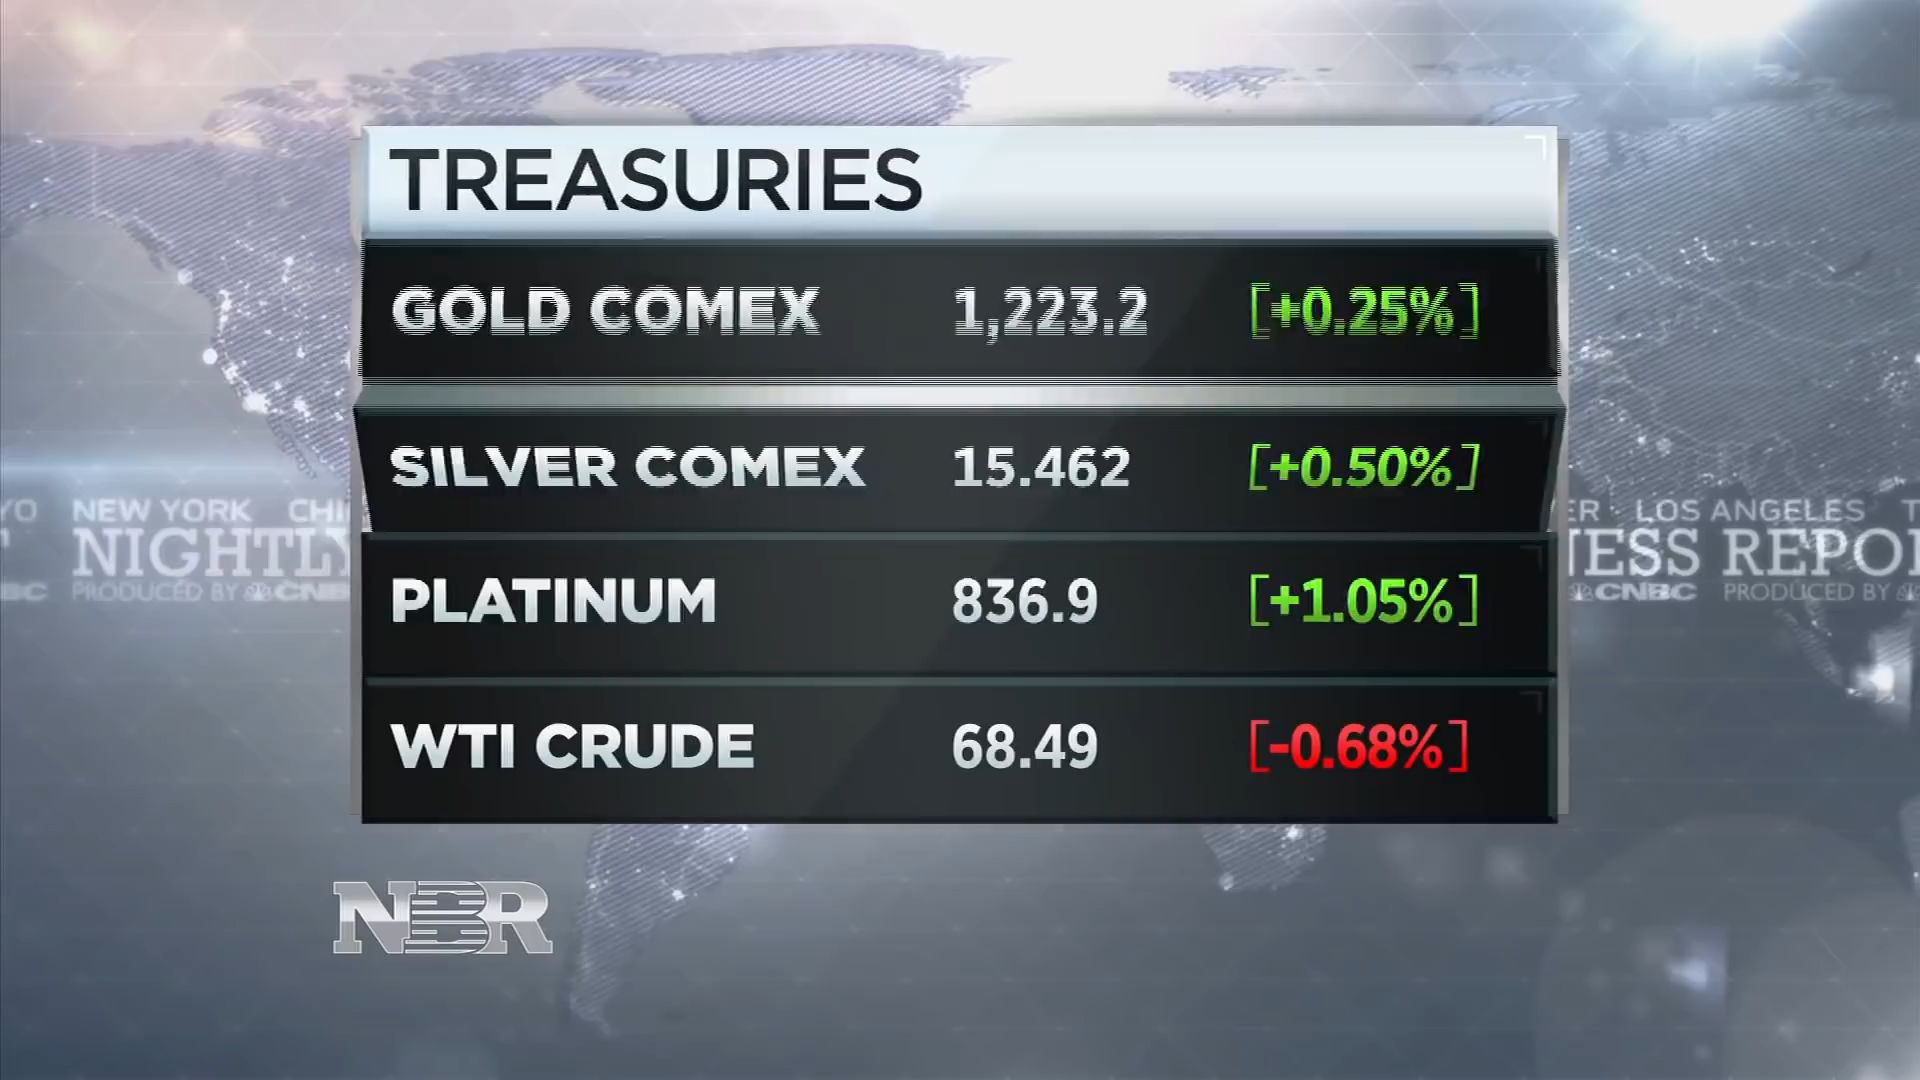 TREASURIES
GOLD COMEX 1,223.2 [+0.25%]
SILVER COMEX 15.462 [+0.50%]
PLATINUM 836.9 [+1.05%]
WTI CRUDE 68.49 [-0.68%]
NEW YORK
NIGHTLY
PRODUCED BY CNBC
LOS ANGELES
REPO
CNBC PRODUCED BY
NBR